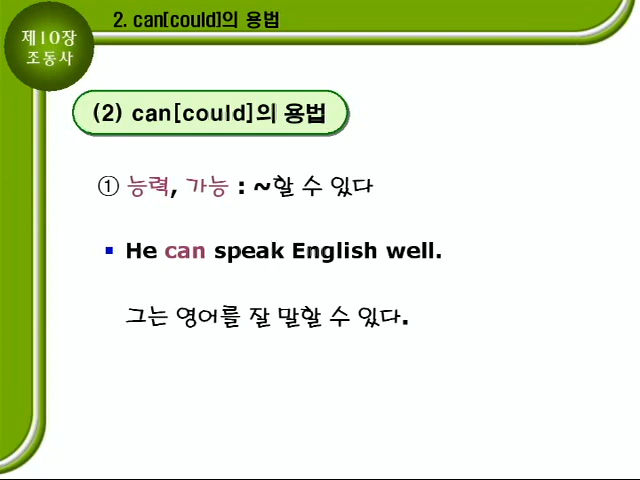 2. can[could]의 용법
제10장
조동사
(2) can[could]의 용법
① 능력, 가능 : ~할 수 있다
▪ He can speak English well.
그는 영어를 잘 말할 수 있다.